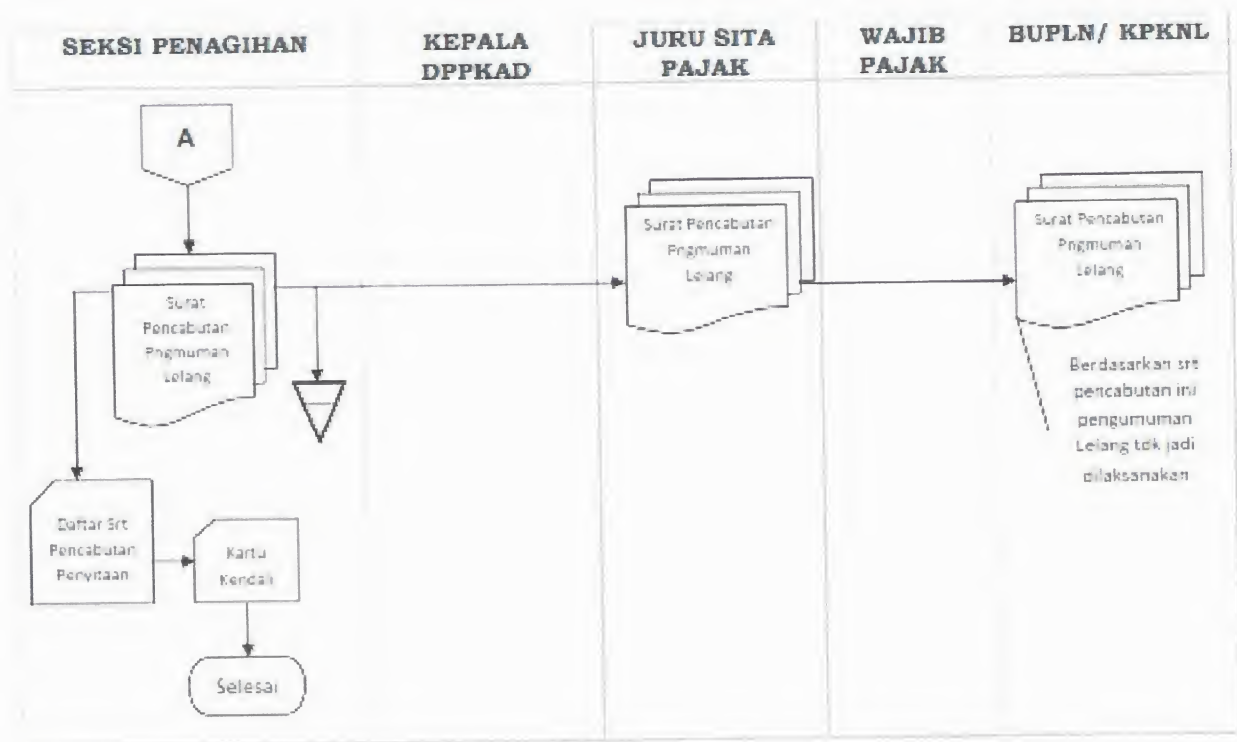 SEKSI PENAGIHAN
KEPALA
DPPKAD
JURU SITA
PAJAK
WAJIB
PAJAK
BUPLN/ KPKNL
A
Surat
Pencabutan
Pngmuman
Lelang
Surat Pencabutan
Pngmuman
Lelang
Surat Pencabutan
Pngmuman
Lelang
Berdasarkan srt
pencabutan ini
pengumuman
Lelang tdk jadi
dilaksanakan
Daftar Srt
Pencabutan
Penyitaan
Kartu
Kendali
Selesai